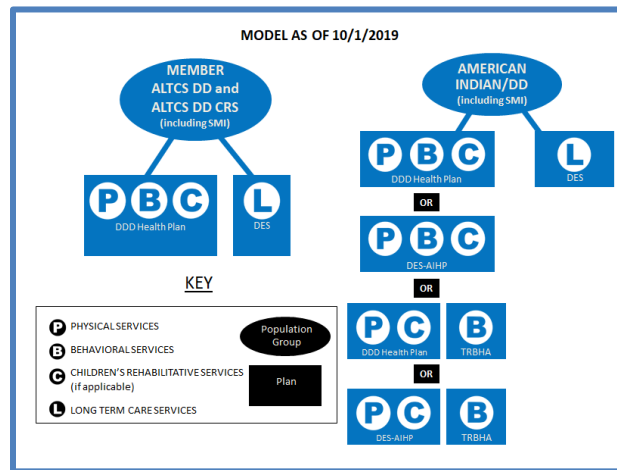 MODEL AS OF 10/1/2019
MEMBER
ALTCS DD and
ALTCS DD CRS
(including SMI)
P B C
DDD Health Plan
L
DES
AMERICAN
INDIAN/DD
(including SMI)
P B C
DDD Health Plan
L
DES
OR
P B C
DES-AIHP
OR
P C
DDD Health Plan
B
TRBHA
OR
P C
DES-AIHP
B
TRBHA
KEY
P PHYSICAL SERVICES
B BEHAVIORAL SERVICES
C CHILDREN'S REHABILITATIVE SERVICES
(if applicable)
L LONG TERM CARE SERVICES
Population
Group
Plan